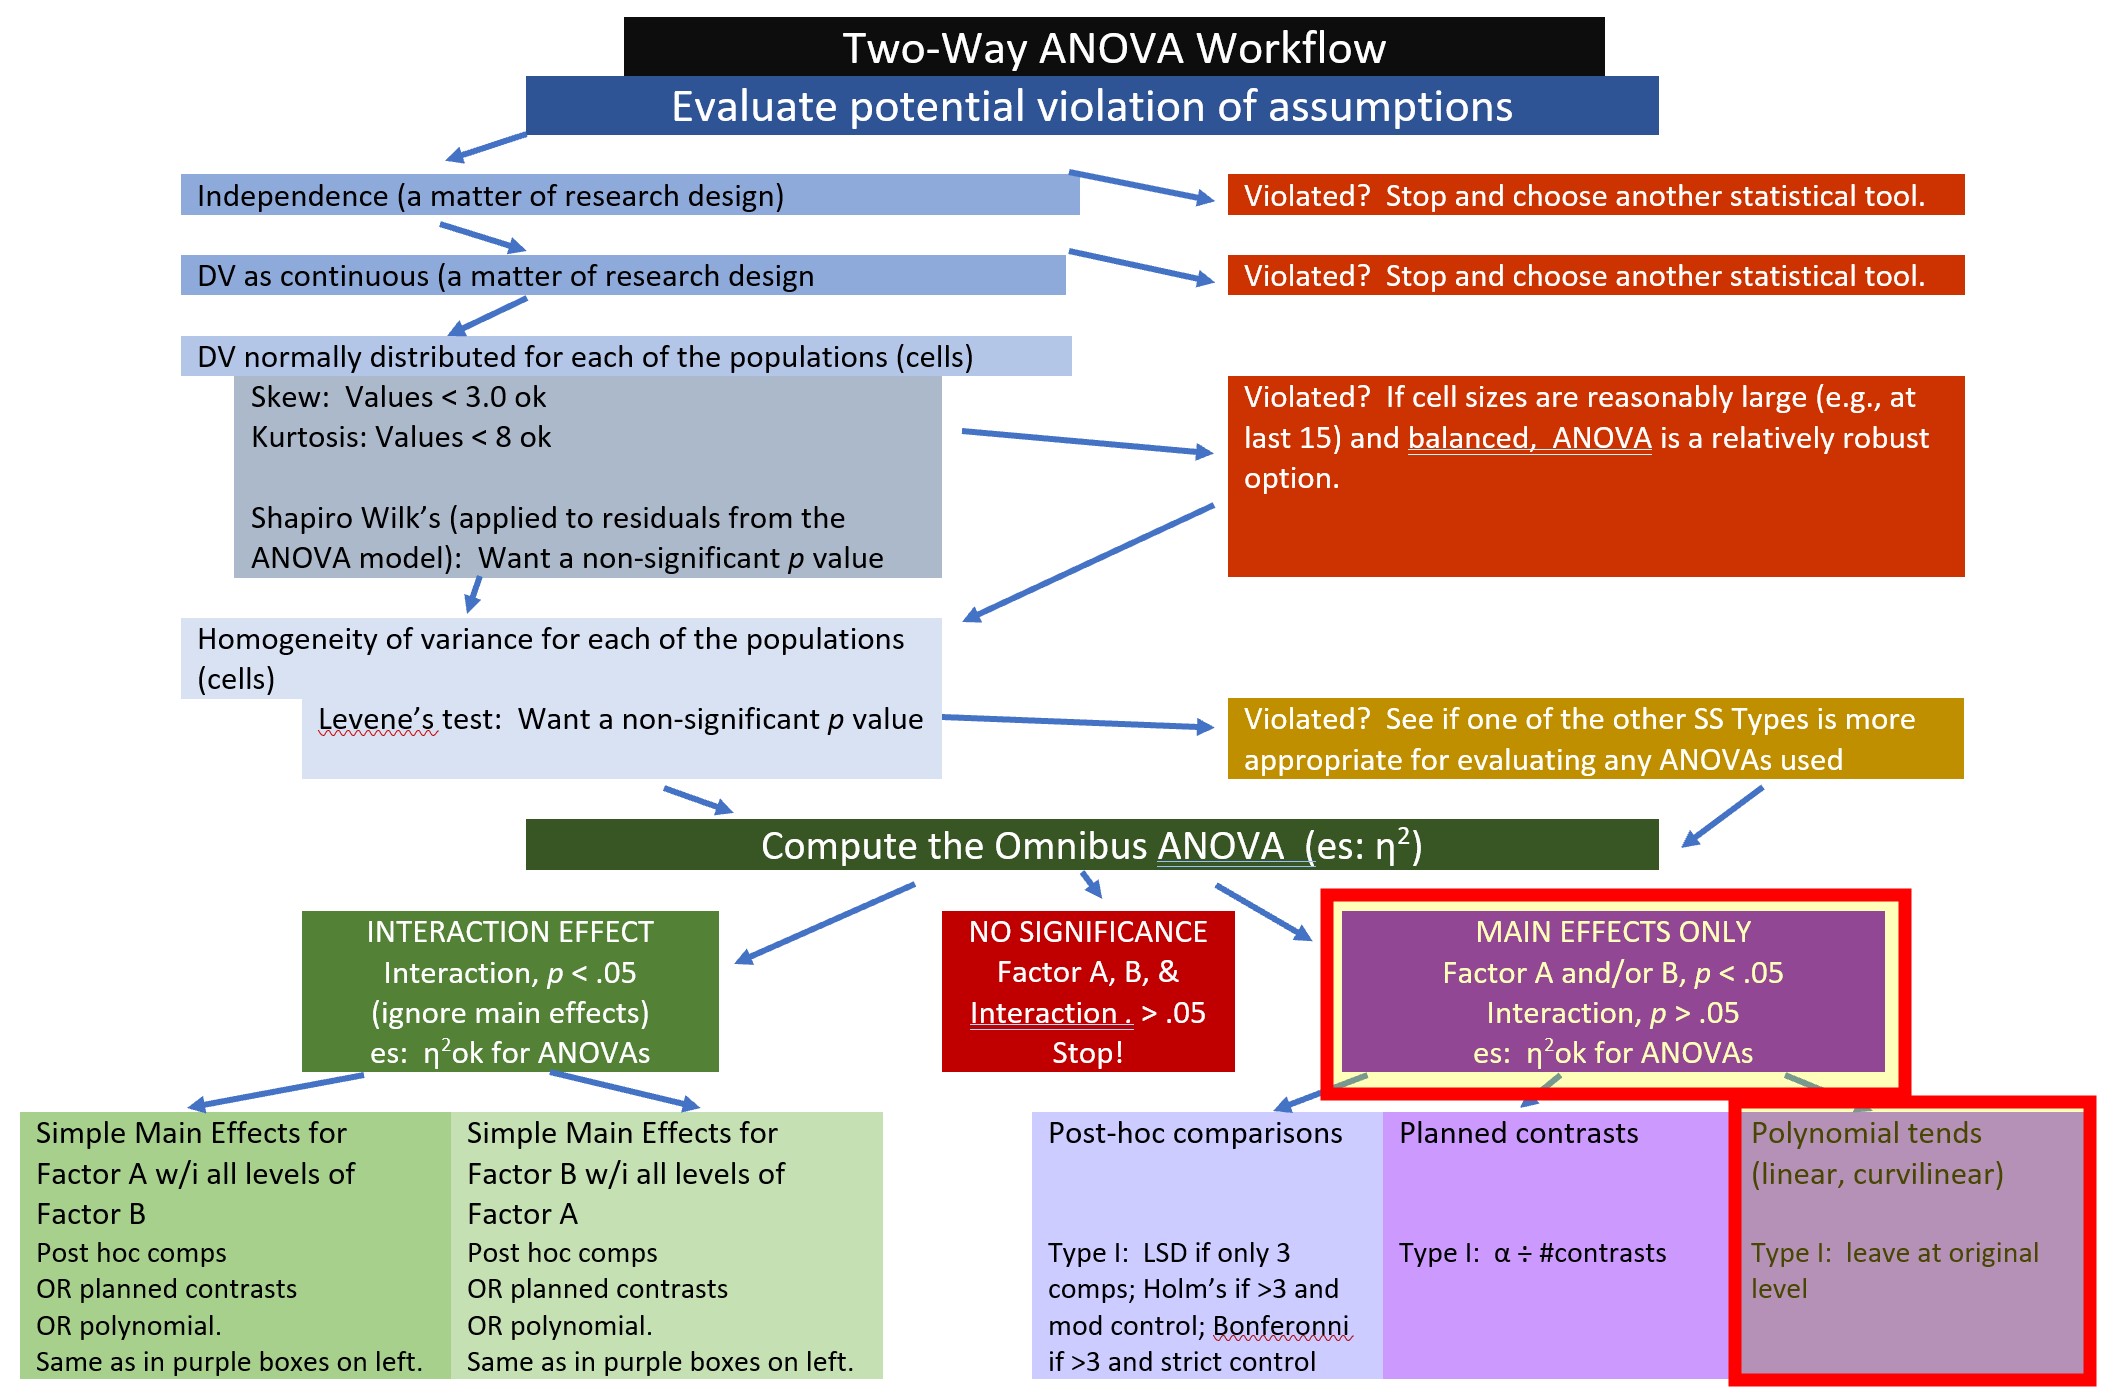 Two-Way ANOVA Workflow
Evaluate potential violation of assumptions
Independence (a matter of research design)
Violated?  Stop and choose another statistical tool.
DV as continuous (a matter of research design
Violated?  Stop and choose another statistical tool.
DV normally distributed for each of the populations (cells)
Skew:  Values < 3.0 ok
Kurtosis: Values < 8 ok
Shapiro Wilk’s (applied to residuals from the
ANOVA model):  Want a non-significant p value
Violated?  If cell sizes are reasonably large (e.g., at
last 15) and balanced,  ANOVA is a relatively robust
option.
Homogeneity of variance for each of the populations
(cells)
Levene’s test:  Want a non-significant p value
Violated?  See if one of the other SS Types is more
appropriate for evaluating any ANOVAs used
Compute the Omnibus ANOVA  (es: η²)
INTERACTION EFFECT
Interaction, p < .05
(ignore main effects)
es:  η²ok for ANOVAs
NO SIGNIFICANCE
Factor A, B, &
Interaction . > .05
Stop!
MAIN EFFECTS ONLY
Factor A and/or B, p < .05
Interaction, p > .05
es:  η²ok for ANOVAs
Simple Main Effects for
Factor A w/i all levels of
Factor B
Post hoc comps
OR planned contrasts
OR polynomial.
Same as in purple boxes on left.
Simple Main Effects for
Factor B w/i all levels of
Factor A
Post hoc comps
OR planned contrasts
OR polynomial.
Same as in purple boxes on left.
Post-hoc comparisons
Type I:  LSD if only 3
comps; Holm’s if >3 and
mod control; Bonferonni
if >3 and strict control
Planned contrasts
Type I:  α ÷ #contrasts
Polynomial tends
(linear, curvilinear)
Type I:  leave at original
level